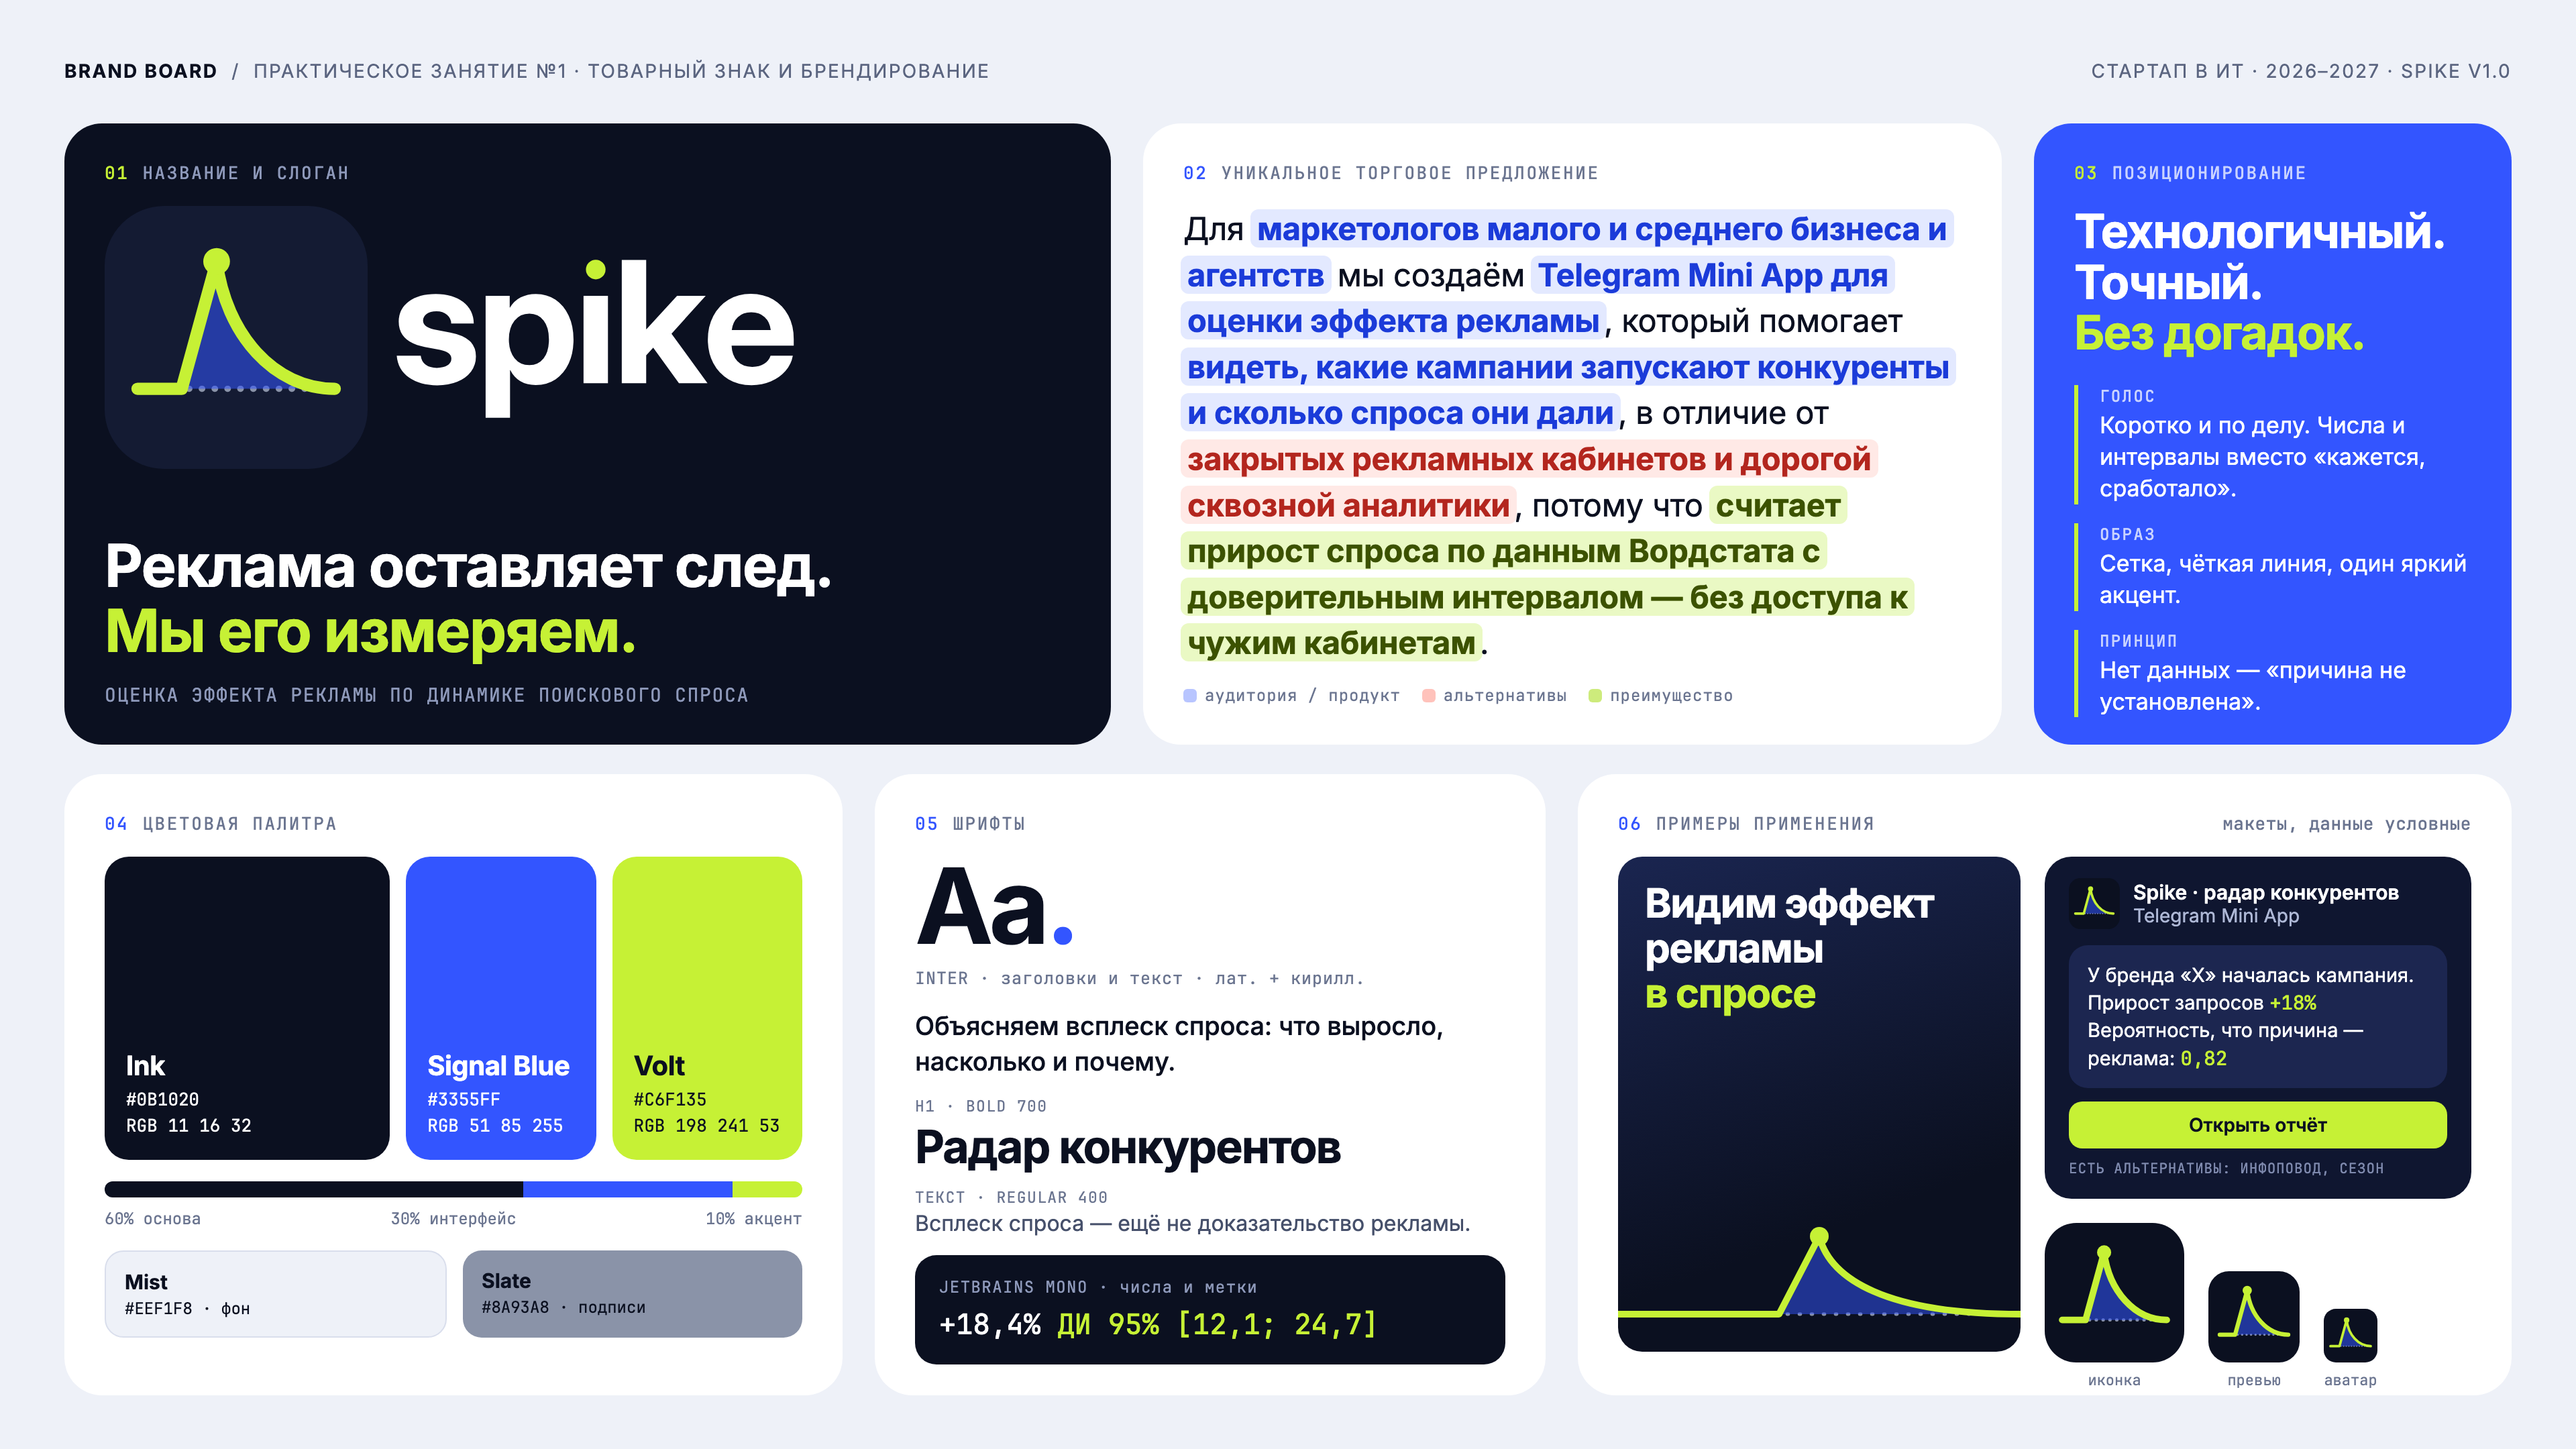 BRAND BOARD / ПРАКТИЧЕСКОЕ ЗАНЯТИЕ №1 · ТОВАРНЫЙ ЗНАК И БРЕНДИРОВАНИЕ
СТАРТАП В ИТ · 2026–2027 · SPIKE V1.0
01 НАЗВАНИЕ И СЛОГАН
spike
Реклама оставляет след.
Мы его измеряем.
ОЦЕНКА ЭФФЕКТА РЕКЛАМЫ ПО ДИНАМИКЕ ПОИСКОВОГО СПРОСА
02 УНИКАЛЬНОЕ ТОРГОВОЕ ПРЕДЛОЖЕНИЕ
Для маркетологов малого и среднего бизнеса и
агентств мы создаём Telegram Mini App для
оценки эффекта рекламы, который помогает
видеть, какие кампании запускают конкуренты
и сколько спроса они дали, в отличие от
закрытых рекламных кабинетов и дорогой
сквозной аналитики, потому что считает
прирост спроса по данным Вордстата с
доверительным интервалом — без доступа к
чужим кабинетам.
аудитория / продукт альтернативы преимущество
03 ПОЗИЦИОНИРОВАНИЕ
Технологичный.
Точный.
Без догадок.
ГОЛОС
Коротко и по делу. Числа и
интервалы вместо «кажется,
сработало».
ОБРАЗ
Сетка, чёткая линия, один яркий
акцент.
ПРИНЦИП
Нет данных — «причина не
установлена».
04 ЦВЕТОВАЯ ПАЛИТРА
Ink
#0B1020
RGB 11 16 32
Signal Blue
#3355FF
RGB 51 85 255
Volt
#C6F135
RGB 198 241 53
60% основа 30% интерфейс 10% акцент
Mist
#EEF1F8 · фон
Slate
#8A93A8 · подписи
05 ШРИФТЫ
Aa.
INTER · заголовки и текст · лат. + кирилл.
Объясняем всплеск спроса: что выросло,
насколько и почему.
H1 · BOLD 700
Радар конкурентов
ТЕКСТ · REGULAR 400
Всплеск спроса — ещё не доказательство рекламы.
JETBRAINS MONO · числа и метки
+18,4% ДИ 95% [12,1; 24,7]
06 ПРИМЕРЫ ПРИМЕНЕНИЯ
макеты, данные условные
Видим эффект
рекламы
в спросе
Spike · радар конкурентов
Telegram Mini App
У бренда «X» началась кампания.
Прирост запросов +18%
Вероятность, что причина —
реклама: 0,82
Открыть отчёт
ЕСТЬ АЛЬТЕРНАТИВЫ: ИНФОПОВОД, СЕЗОН
иконка превью аватар